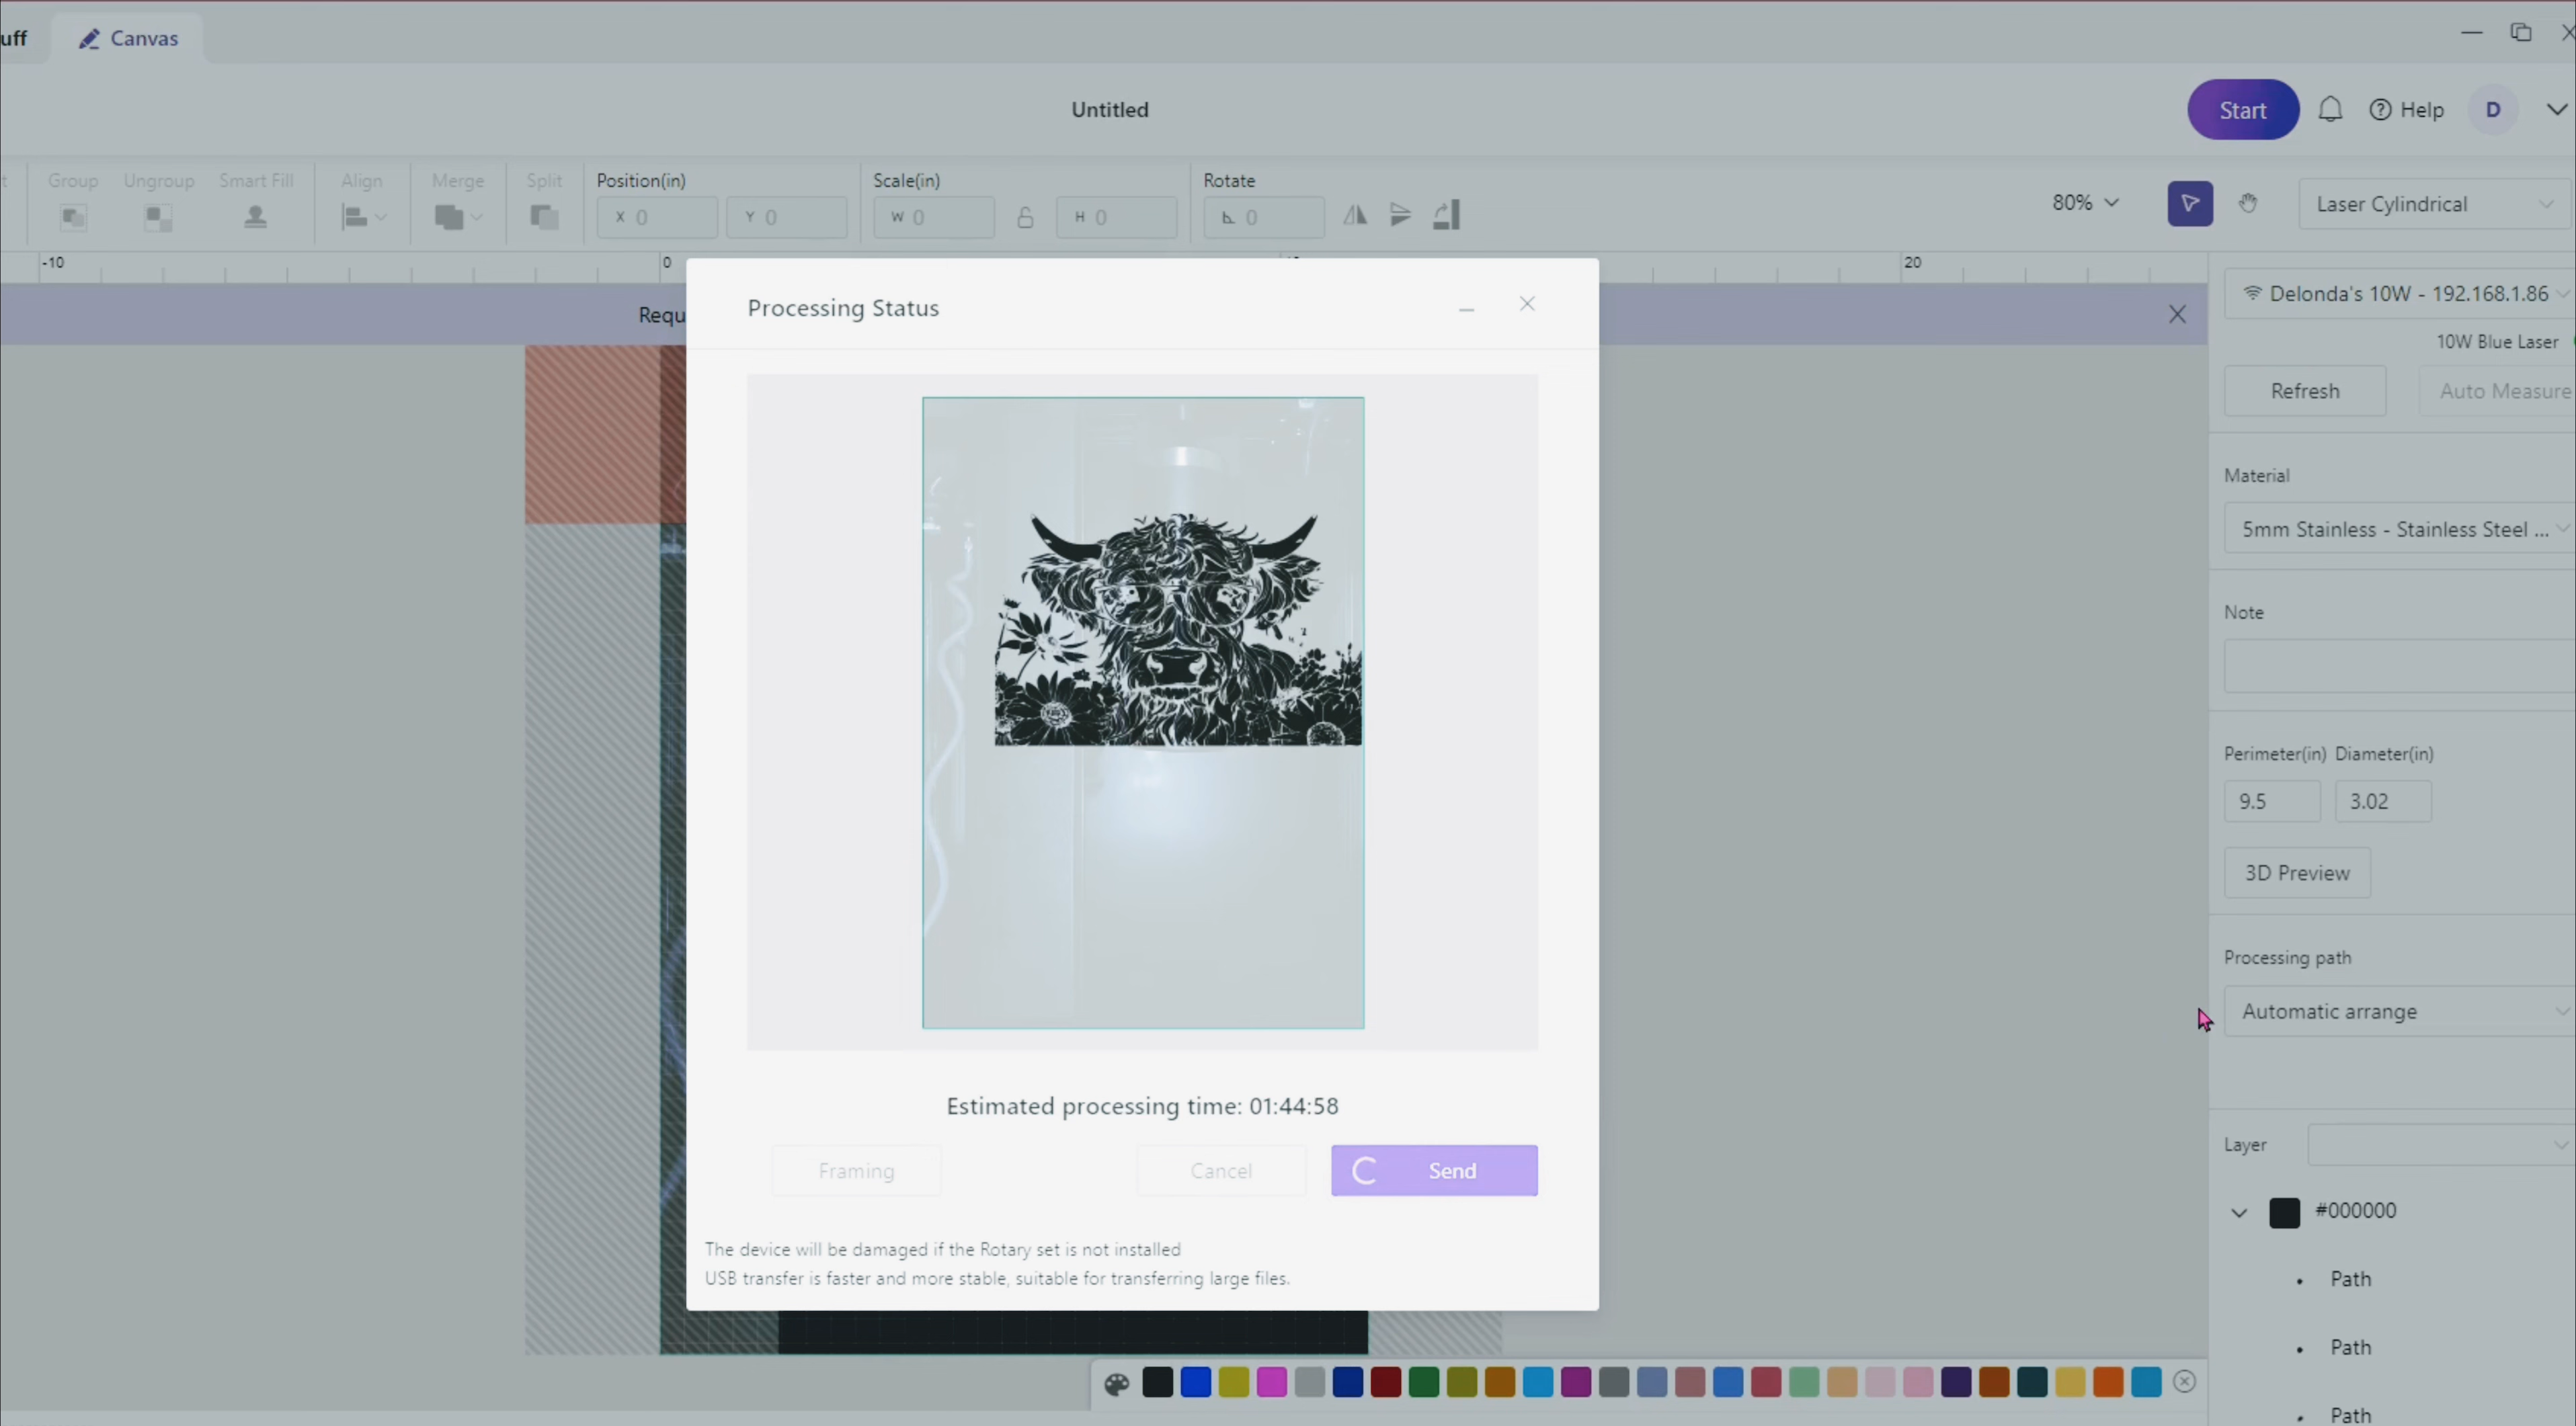 uff
Canvas
Untitled
Start
Help
D
Group
Ungroup
Smart Fill
Align
Merge
Split
Position(in)
Scale(in)
Rotate
X 0
Y 0
W 0
H 0
0
80%
Laser Cylindrical
-10
0
20
Requ
Processing Status
Delonda's 10W - 192.168.1.86
10W Blue Laser
Refresh
Auto Measure
Material
5mm Stainless - Stainless Steel ...
Note
Perimeter(in) Diameter(in)
9.5
3.02
3D Preview
Processing path
Automatic arrange
Estimated processing time: 01:44:58
Framing
Cancel
Send
The device will be damaged if the Rotary set is not installed
USB transfer is faster and more stable, suitable for transferring large files.
Layer
#000000
Path
Path
Path